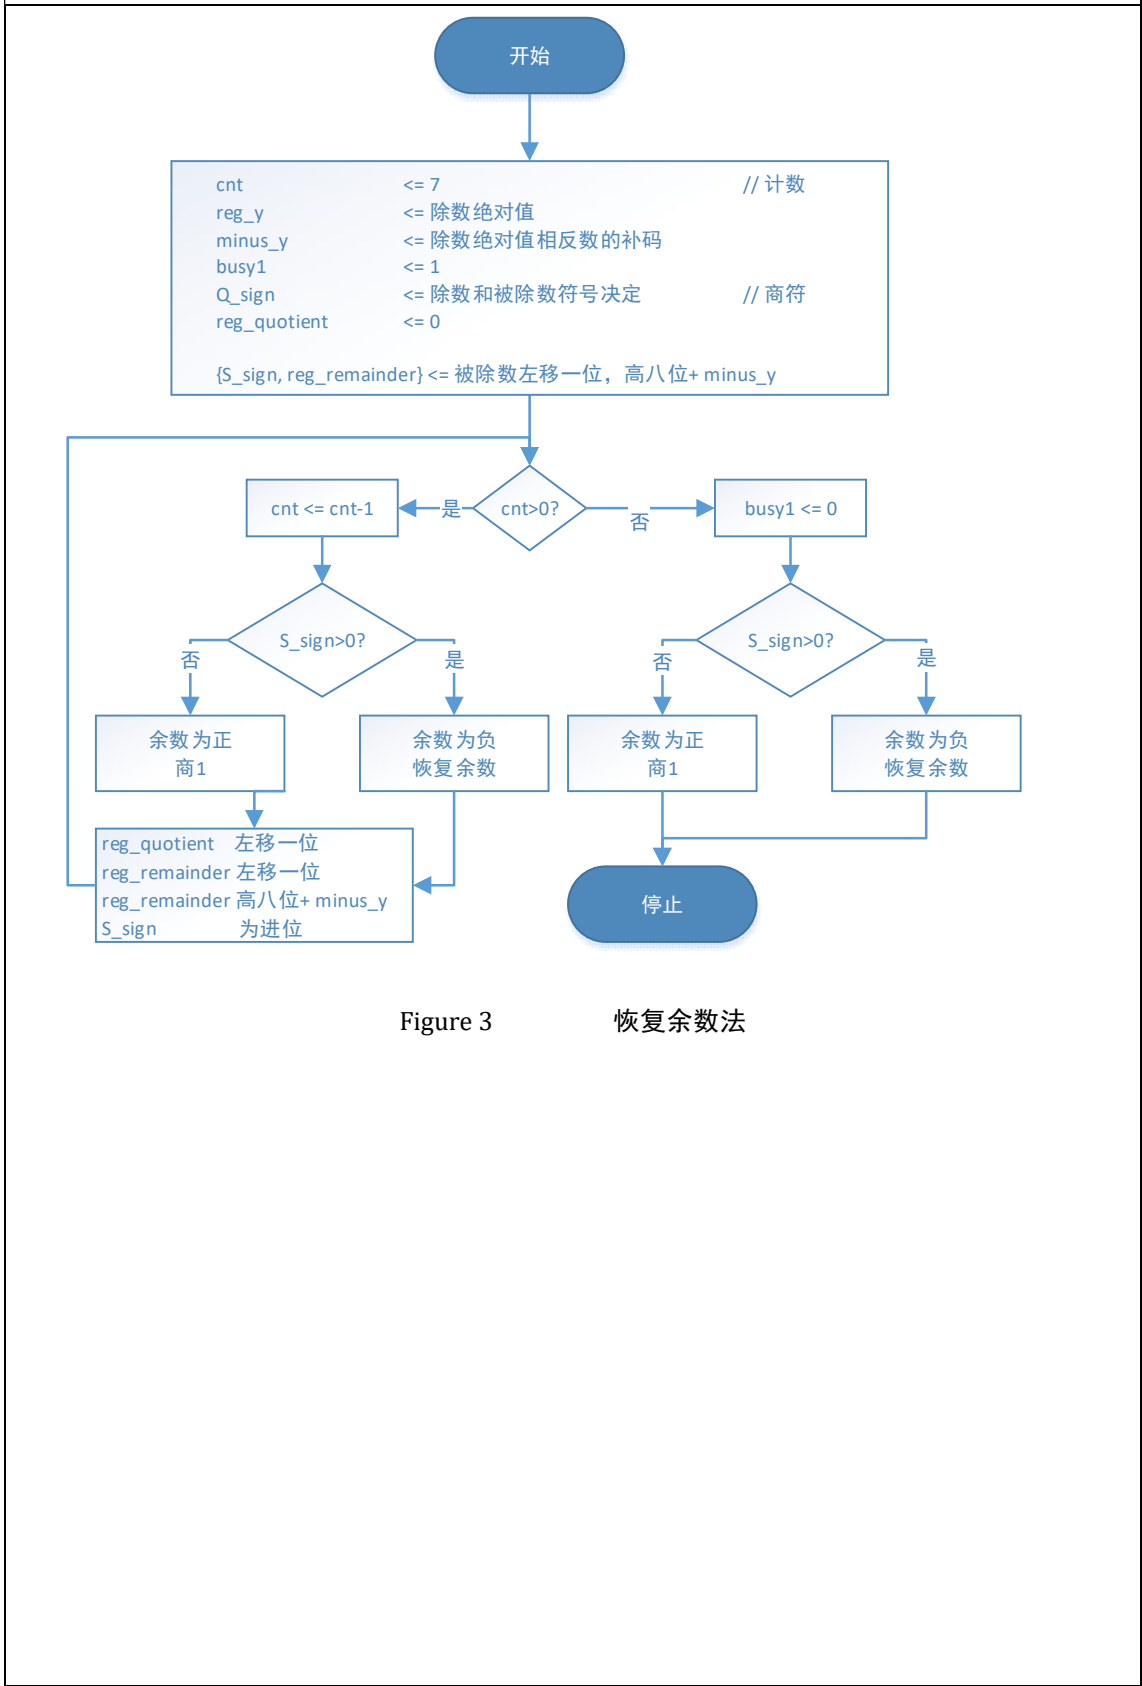 开始
cnt <= 7 // 计数
reg_y <= 除数绝对值
minus_y <= 除数绝对值相反数的补码
busy1 <= 1
Q_sign <= 除数和被除数符号决定 // 商符
reg_quotient <= 0
{S_sign, reg_remainder} <= 被除数左移一位，高八位+ minus_y
cnt <= cnt-1
是
cnt>0?
否
busy1 <= 0
S_sign>0?
S_sign>0?
否
是
否
是
余数为正
商1
余数为负
恢复余数
余数为正
商1
余数为负
恢复余数
reg_quotient 左移一位
reg_remainder 左移一位
reg_remainder 高八位+ minus_y
S_sign 为进位
停止
Figure 3 恢复余数法